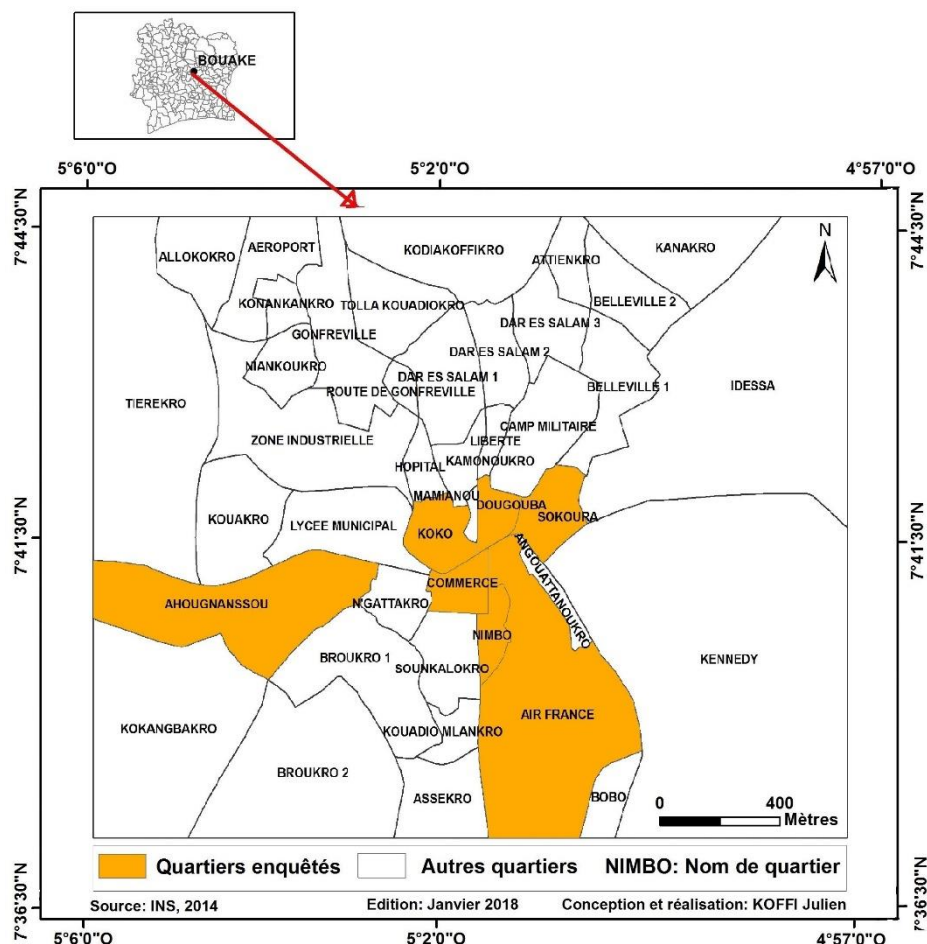 BOUAKE
5°6'0"O 5°2'0"O 4°57'0"O
7°44'30"N 7°44'30"N
N
ALLOKOKRO
AEROPORT
KODIAKOFFIKRO
ATTIENKRO
KANAKRO
KONANKANKRO
TOLLA KOUADIOKRO
BELLEVILLE 2
GONFREVILLE
DAR ES SALAM 3
DAR ES SALAM 2
NIANKOUKRO
DAR ES SALAM 1
ROUTE DE GONFREVILLE
BELLEVILLE 1
IDESSA
TIEREKRO
ZONE INDUSTRIELLE
CAMP MILITAIRE
LIBERTE
HOPITAL
KAMONOUKRO
MAMIANOU
DOUGOUBA
SOKOURA
KOUAKRO
LYCEE MUNICIPAL
KOKO
7°41'30"N 7°41'30"N
ANGOUATTANOUKRO
COMMERCE
AHOUGNANSSOU
N'GATTAKRO
NIMBO
BROUKRO 1
SOUNKALOKRO
KENNEDY
AIR FRANCE
KOKANGBAKRO
KOUADIO MLANKRO
BROUKRO 2
ASSEKRO
BOBO
0 400
Mètres
Quartiers enquêtés Autres quartiers NIMBO: Nom de quartier
Source: INS, 2014 Edition: Janvier 2018 Conception et réalisation: KOFFI Julien
7°36'30"N 7°36'30"N
5°6'0"O 5°2'0"O 4°57'0"O